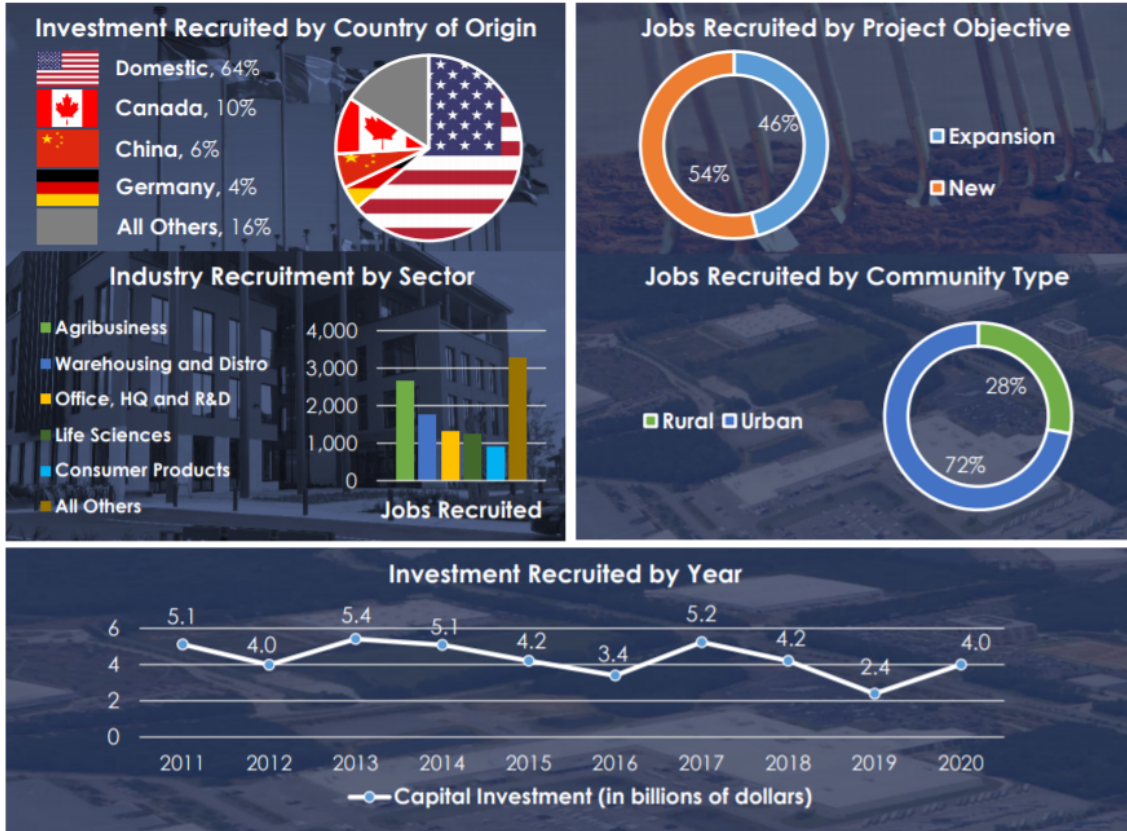 Investment Recruited by Country of Origin
Domestic, 64%
Canada, 10%
China, 6%
Germany, 4%
All Others, 16%
Industry Recruitment by Sector
Agribusiness
Warehousing and Distro
Office, HQ and R&D
Life Sciences
Consumer Products
All Others
4,000
3,000
2,000
1,000
0
Jobs Recruited
Jobs Recruited by Project Objective
46%
54%
Expansion
New
Jobs Recruited by Community Type
28%
72%
Rural Urban
Investment Recruited by Year
5.1 4.0 5.4 5.1 4.2 3.4 5.2 4.2 2.4 4.0
6
4
2
0
2011 2012 2013 2014 2015 2016 2017 2018 2019 2020
Capital Investment (in billions of dollars)